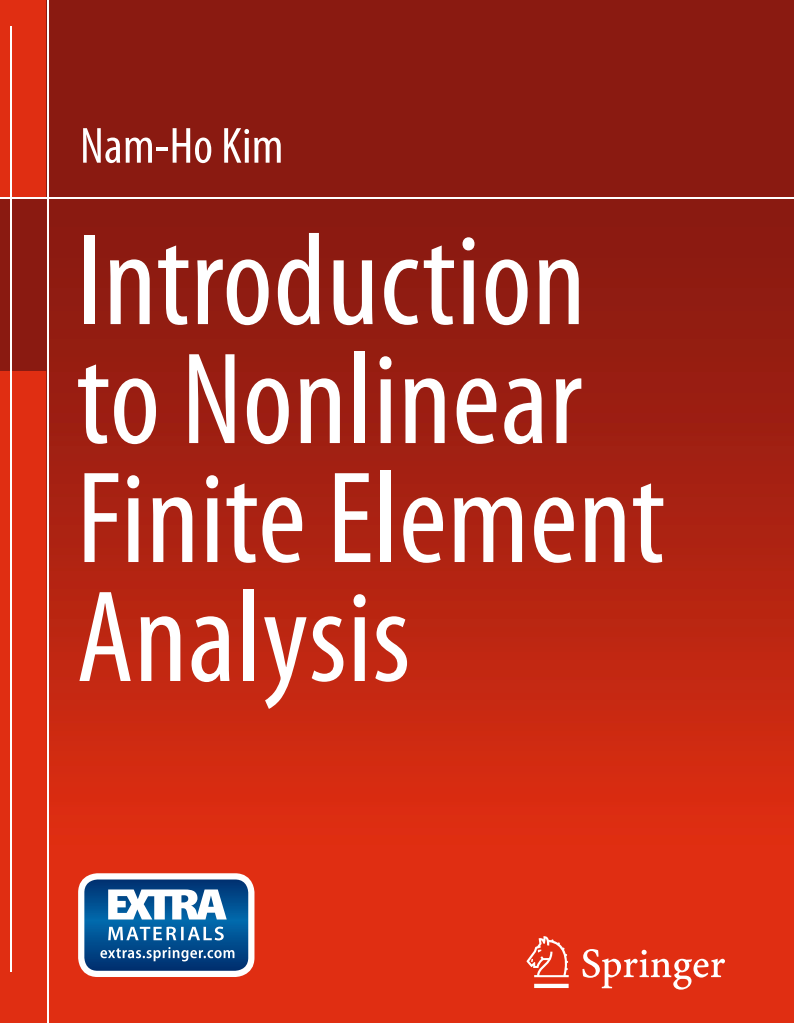 Nam-Ho Kim
Introduction
to Nonlinear
Finite Element
Analysis
EXTRA
MATERIALS
extras.springer.com
Springer